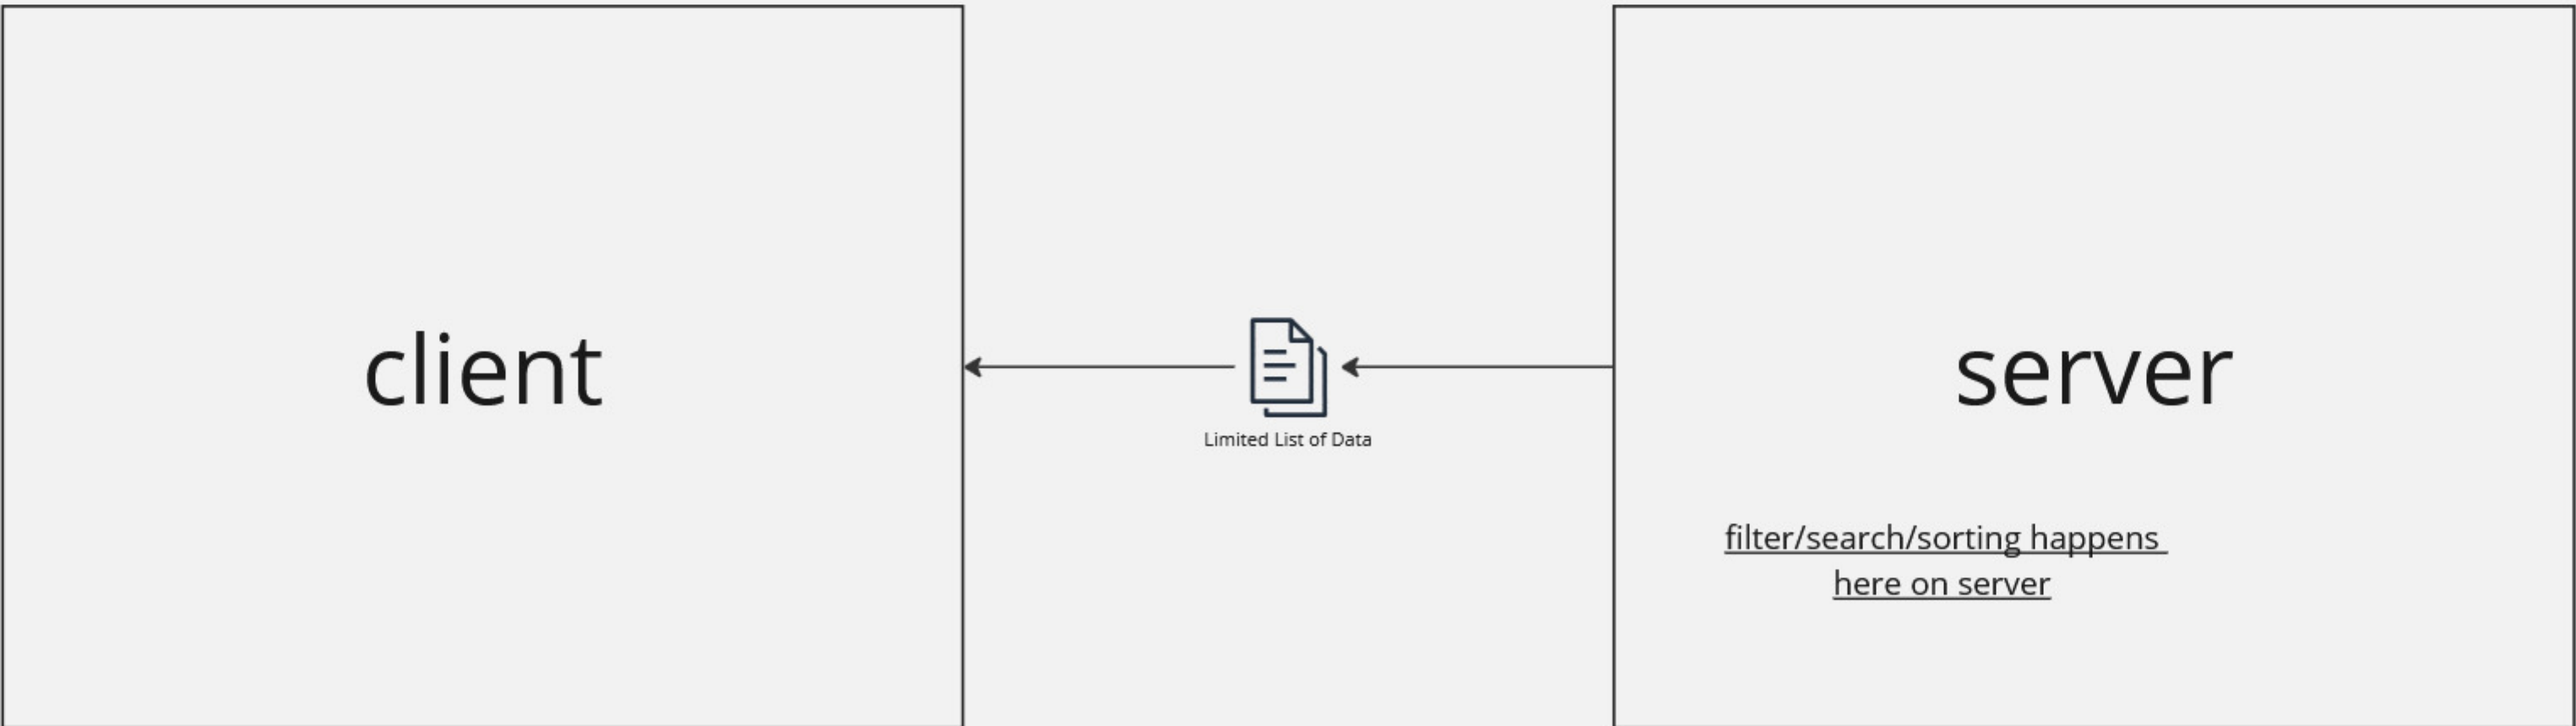 client
Limited List of Data
server
filter/search/sorting happens
here on server